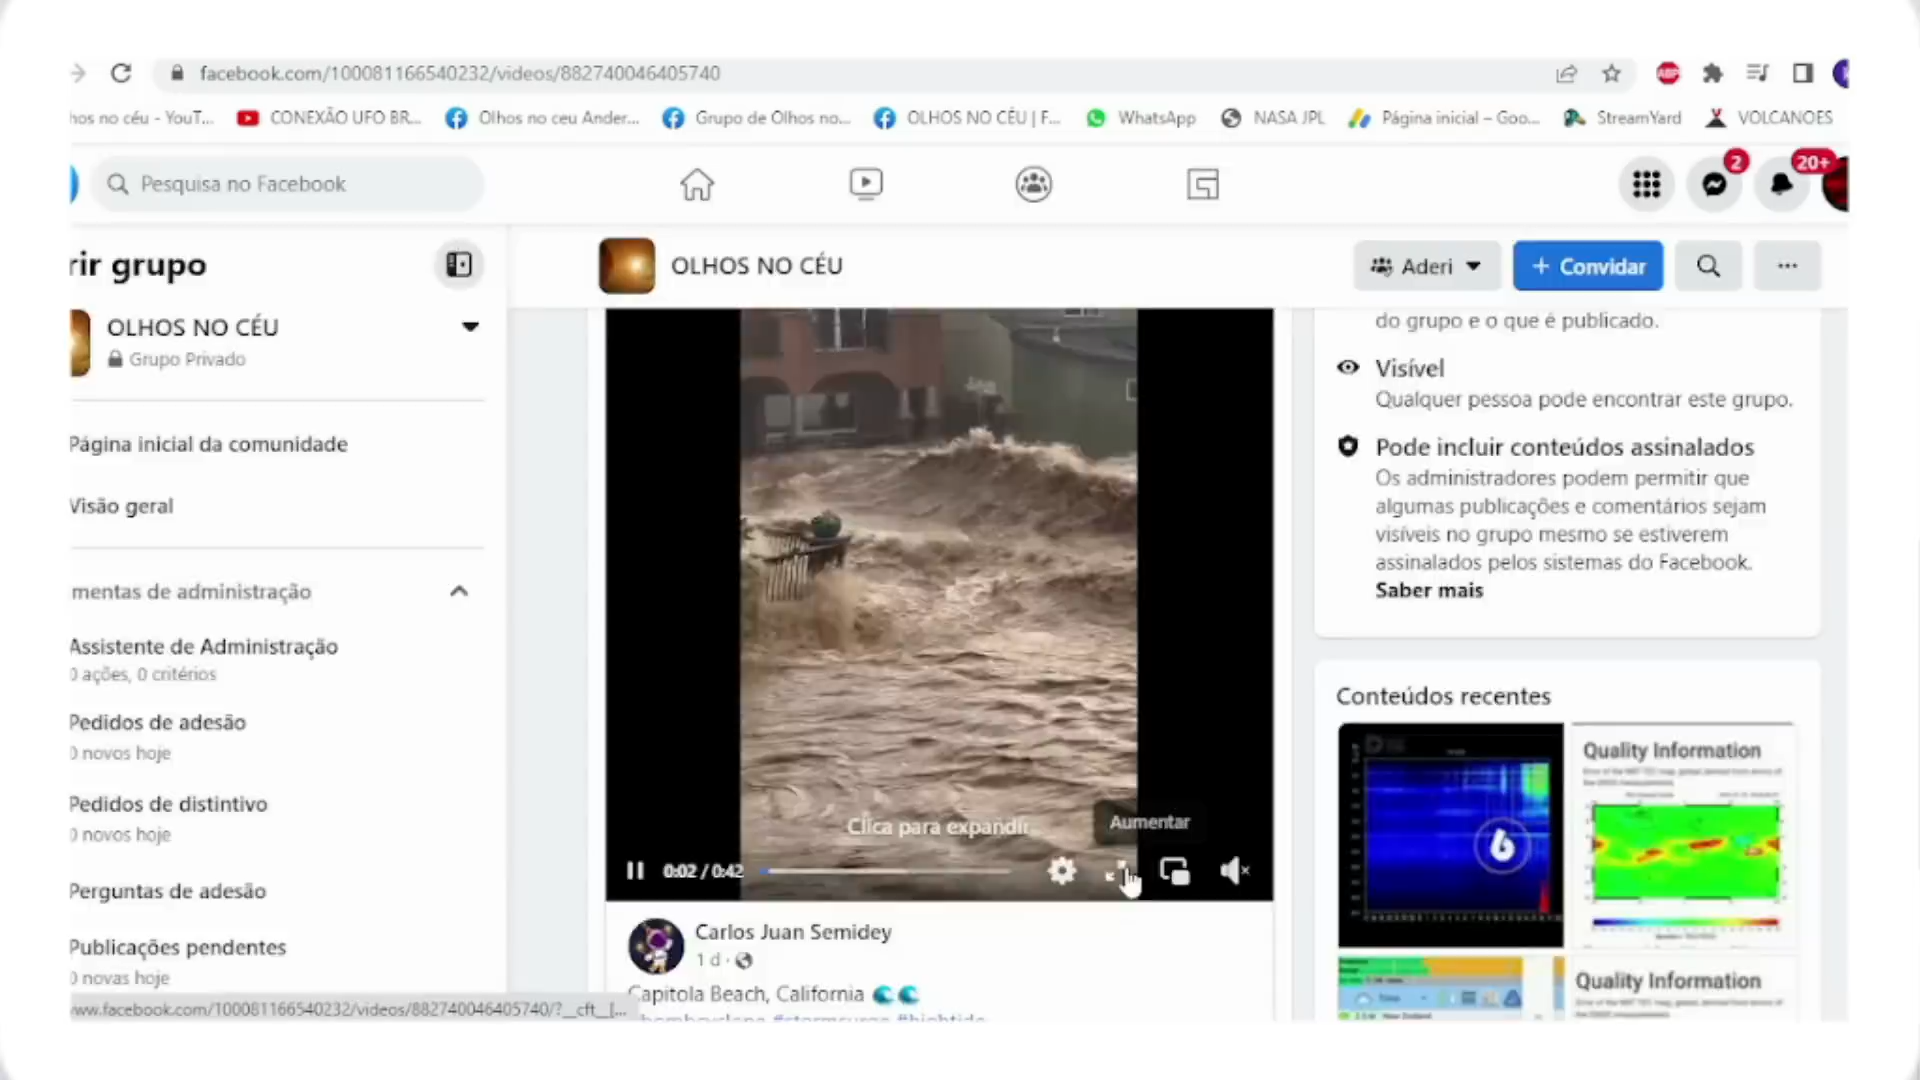 facebook.com/100081166540232/videos/882740046405740
hos no céu - YouT...
CONEXÃO UFO BR...
Olhos no ceu Ander...
Grupo de Olhos no...
OLHOS NO CÉU | F...
WhatsApp
NASA JPL
Página inicial – Goo...
StreamYard
VOLCANOES
Pesquisa no Facebook
2
20+
rir grupo
OLHOS NO CÉU
Grupo Privado
Página inicial da comunidade
Visão geral
mentas de administração
Assistente de Administração
0 ações, 0 critérios
Pedidos de adesão
0 novos hoje
Pedidos de distintivo
0 novos hoje
Perguntas de adesão
Publicações pendentes
0 novas hoje
ww.facebook.com/100081166540232/videos/882740046405740/?__cft__[...
OLHOS NO CÉU
Aderi
+ Convidar
Clica para expandir
Aumentar
0:02 / 0:42
Carlos Juan Semidey
1 d ·
Capitola Beach, California 🌊🌊
#stormsurge #hightide
do grupo e o que é publicado.
Visível
Qualquer pessoa pode encontrar este grupo.
Pode incluir conteúdos assinalados
Os administradores podem permitir que
algumas publicações e comentários sejam
visíveis no grupo mesmo se estiverem
assinalados pelos sistemas do Facebook.
Saber mais
Conteúdos recentes
6
Quality Information
Quality Information